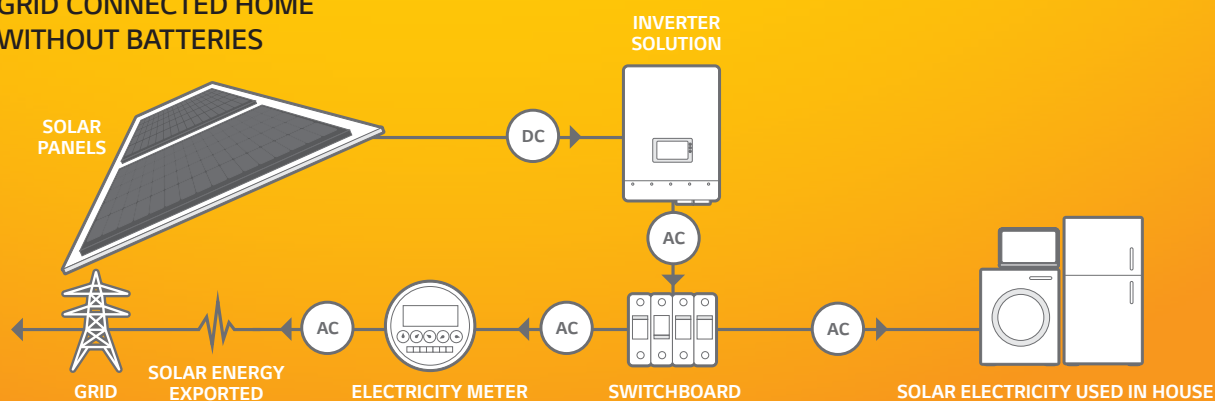 GRID CONNECTED HOME
WITHOUT BATTERIES
INVERTER
SOLUTION
SOLAR
PANELS
DC
AC
AC
AC
AC
GRID
SOLAR ENERGY
EXPORTED
ELECTRICITY METER
SWITCHBOARD
SOLAR ELECTRICITY USED IN HOUSE